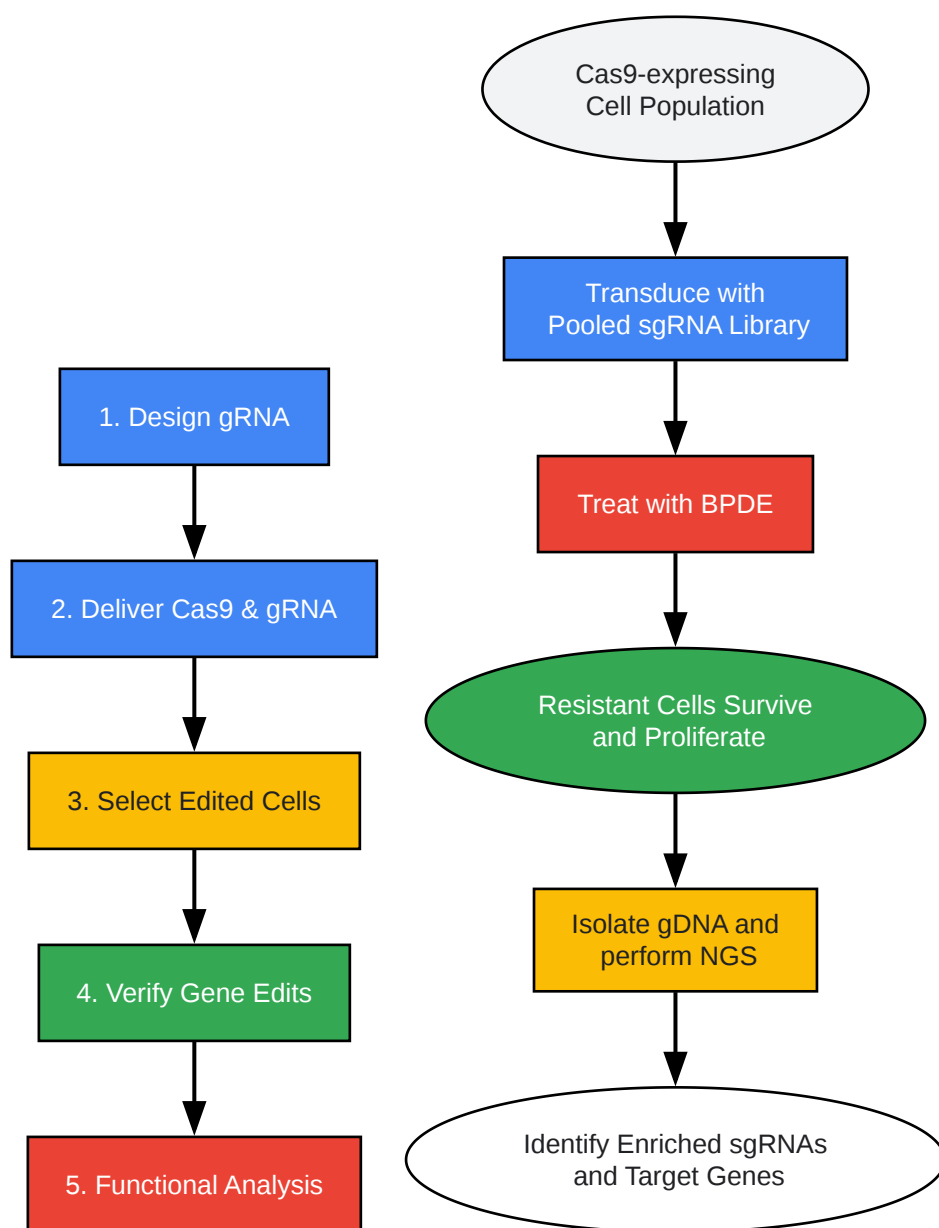 1. Design gRNA
2. Deliver Cas9 & gRNA
3. Select Edited Cells
4. Verify Gene Edits
5. Functional Analysis
Cas9-expressing
Cell Population
Transduce with
Pooled sgRNA Library
Treat with BPDE
Resistant Cells Survive
and Proliferate
Isolate gDNA and
perform NGS
Identify Enriched sgRNAs
and Target Genes